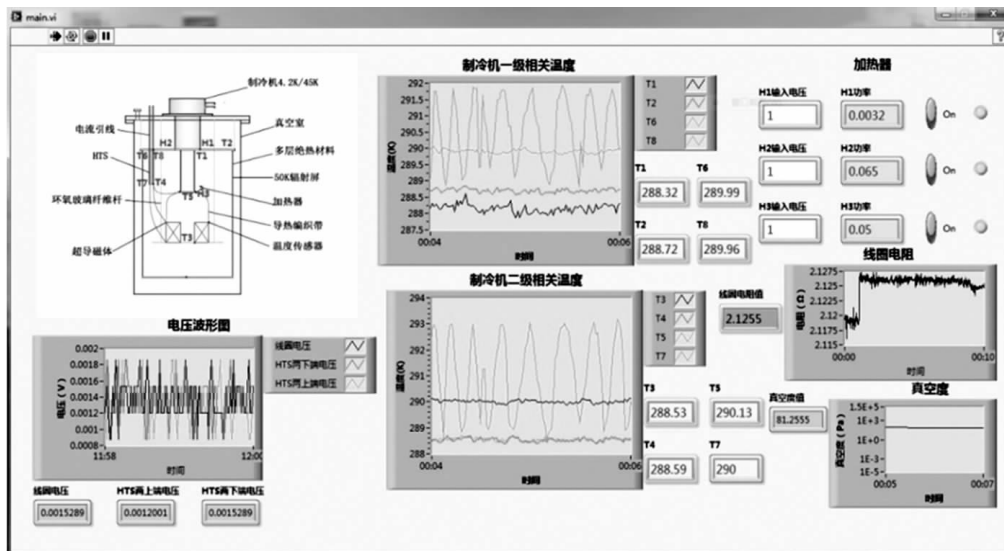 main.vi
制冷机4.2K/45K
真空室
电流引线
多层绝热材料
H2
H1
T2
T6
T8
T1
HTS
T7
T4
T5
H3
50K辐射屏
加热器
环氧玻璃纤维杆
导热编织带
超导磁体
T3
温度传感器
制冷机一级相关温度
温度(K)
292
291.5
291
290.5
290
289.5
289
288.5
288
287.5
00:04
00:06
时间
T1
T2
T6
T8
T1
T6
288.32
289.99
T2
T8
288.72
289.96
加热器
H1输入电压
H1功率
1
0.0032
On
H2输入电压
H2功率
1
0.065
On
H3输入电压
H3功率
1
0.05
On
制冷机二级相关温度
温度(K)
294
293
292
291
290
289
288
00:04
00:06
时间
T3
T4
T5
T7
T3
T5
288.53
290.13
T4
T7
288.59
290
线圈电阻值
2.1255
线圈电阻
电阻(Ω)
2.1275
2.125
2.1225
2.12
2.1175
2.115
00:00
00:10
时间
真空度值
81.2555
真空度
真空度(Pa)
1.5E+5
1E+3
1E+0
1E-3
1E-5
00:05
00:07
时间
电压波形图
电压(V)
0.002
0.0018
0.0016
0.0014
0.0012
0.001
0.0008
11:58
12:00
时间
线圈电压
HTS两下端电压
HTS两上端电压
线圈电压
HTS两上端电压
HTS两下端电压
0.0015289
0.0012001
0.0015289